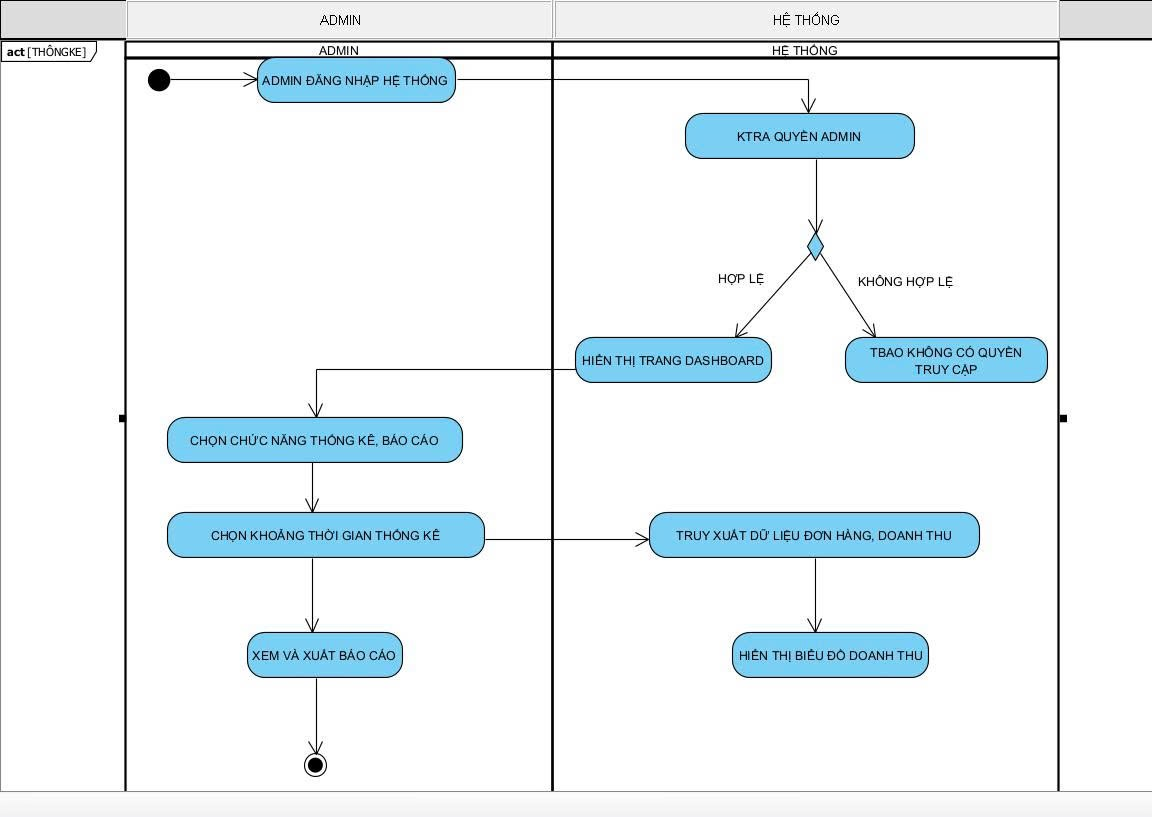 ADMIN
HỆ THỐNG
act [THÔNGKE]
ADMIN
HỆ THỐNG
ADMIN ĐĂNG NHẬP HỆ THỐNG
KTRA QUYỀN ADMIN
HỢP LỆ
KHÔNG HỢP LỆ
HIỂN THỊ TRANG DASHBOARD
TBAO KHÔNG CÓ QUYỀN
TRUY CẬP
CHỌN CHỨC NĂNG THỐNG KÊ, BÁO CÁO
CHỌN KHOẢNG THỜI GIAN THỐNG KÊ
TRUY XUẤT DỮ LIỆU ĐƠN HÀNG, DOANH THU
XEM VÀ XUẤT BÁO CÁO
HIỂN THỊ BIỂU ĐỒ DOANH THU